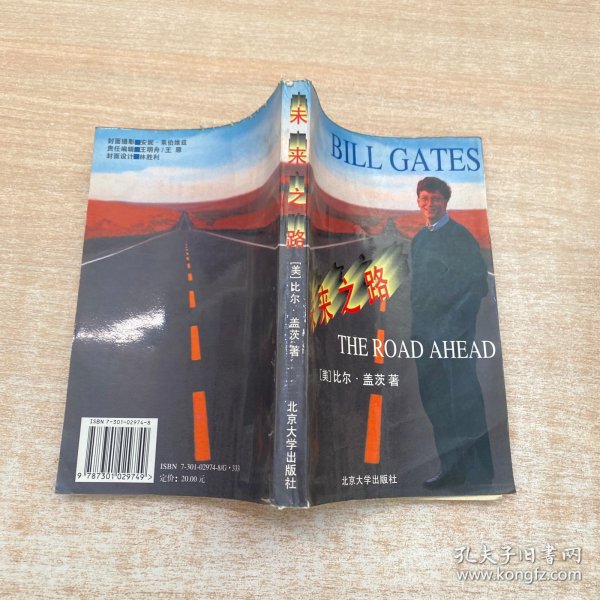 封面摄影■安妮·莱伯维兹
责任编辑■王明舟/王原
封面设计■林胜利
ISBN 7-301-02974-8
9 787301 029749 >
ISBN 7-301-02974-8/G·333
定价：20.00 元
未来之路
[美]比尔·盖茨著
北京大学出版社
BILL GATES
来之路
THE ROAD AHEAD
[美]比尔·盖茨著
北京大学出版社
孔夫子旧书网
www.kongfz.com